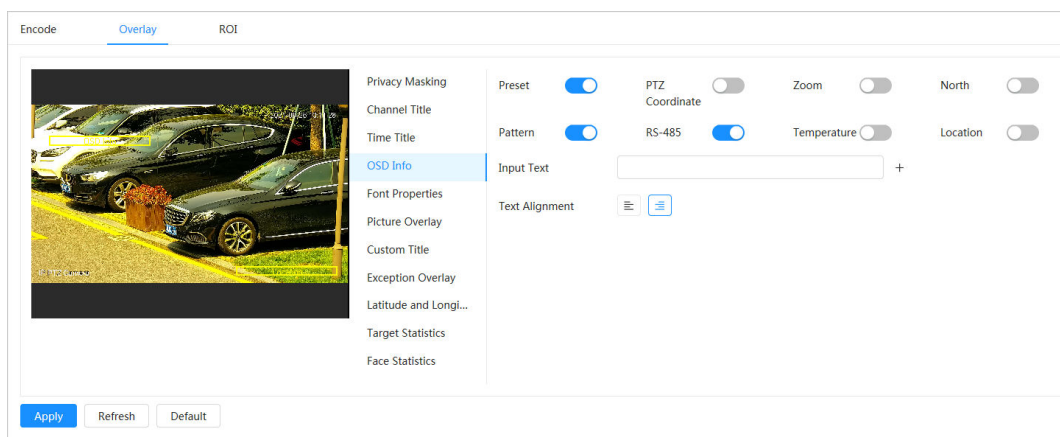 Encode Overlay ROI
Privacy Masking
Channel Title
Time Title
OSD Info
Font Properties
Picture Overlay
Custom Title
Exception Overlay
Latitude and Longi...
Target Statistics
Face Statistics
Preset PTZ Coordinate Zoom North
Pattern RS-485 Temperature Location
Input Text +
Text Alignment
Apply Refresh Default